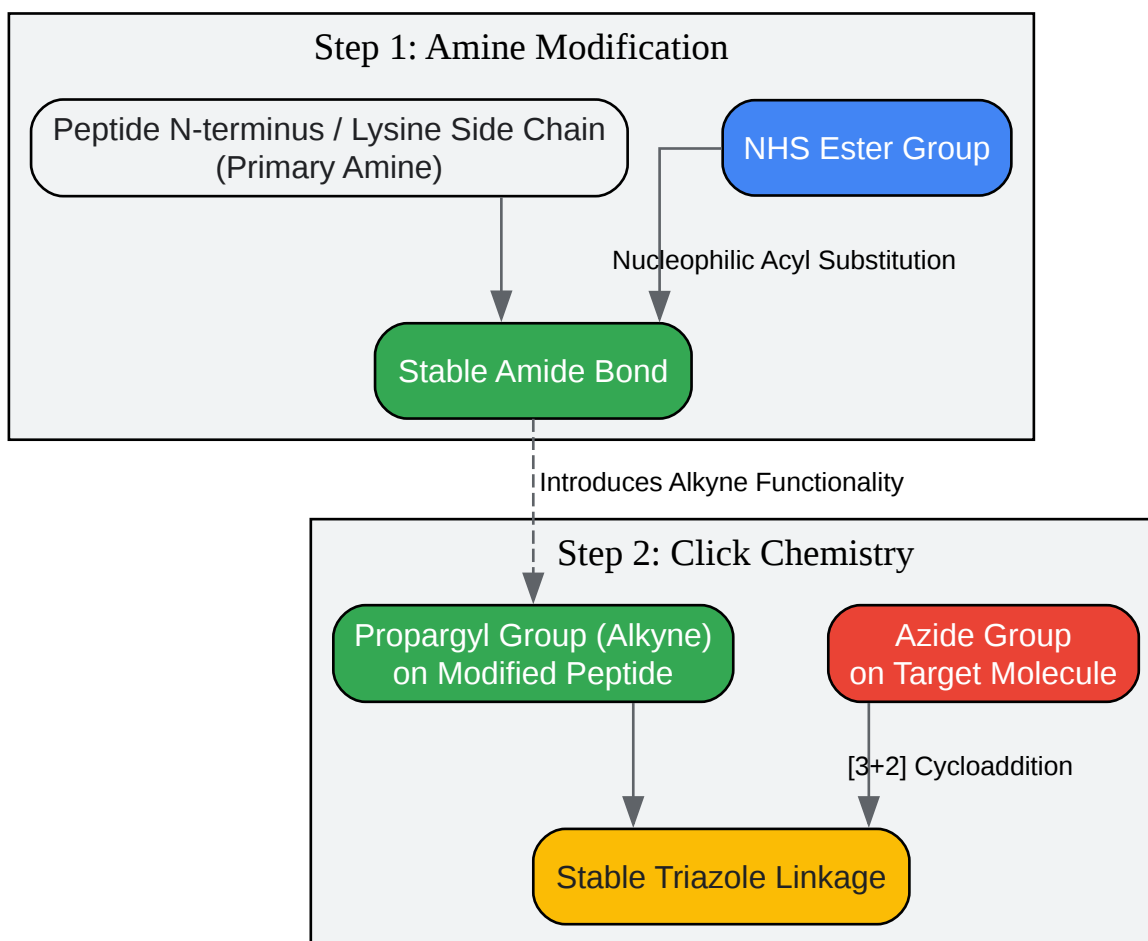 Step 1: Amine Modification
Peptide N-terminus / Lysine Side Chain
(Primary Amine)
NHS Ester Group
Nucleophilic Acyl Substitution
Stable Amide Bond
Introduces Alkyne Functionality
Step 2: Click Chemistry
Propargyl Group (Alkyne)
on Modified Peptide
Azide Group
on Target Molecule
[3+2] Cycloaddition
Stable Triazole Linkage